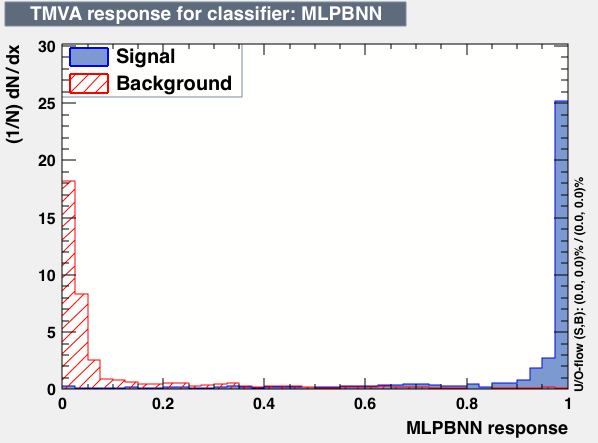 TMVA response for classifier: MLPBNN
(1/N) dN / dx
Signal
Background
30
25
20
15
10
5
0
0 0.2 0.4 0.6 0.8 1
MLPBNN response
U/O-flow (S,B): (0.0, 0.0)% / (0.0, 0.0)%